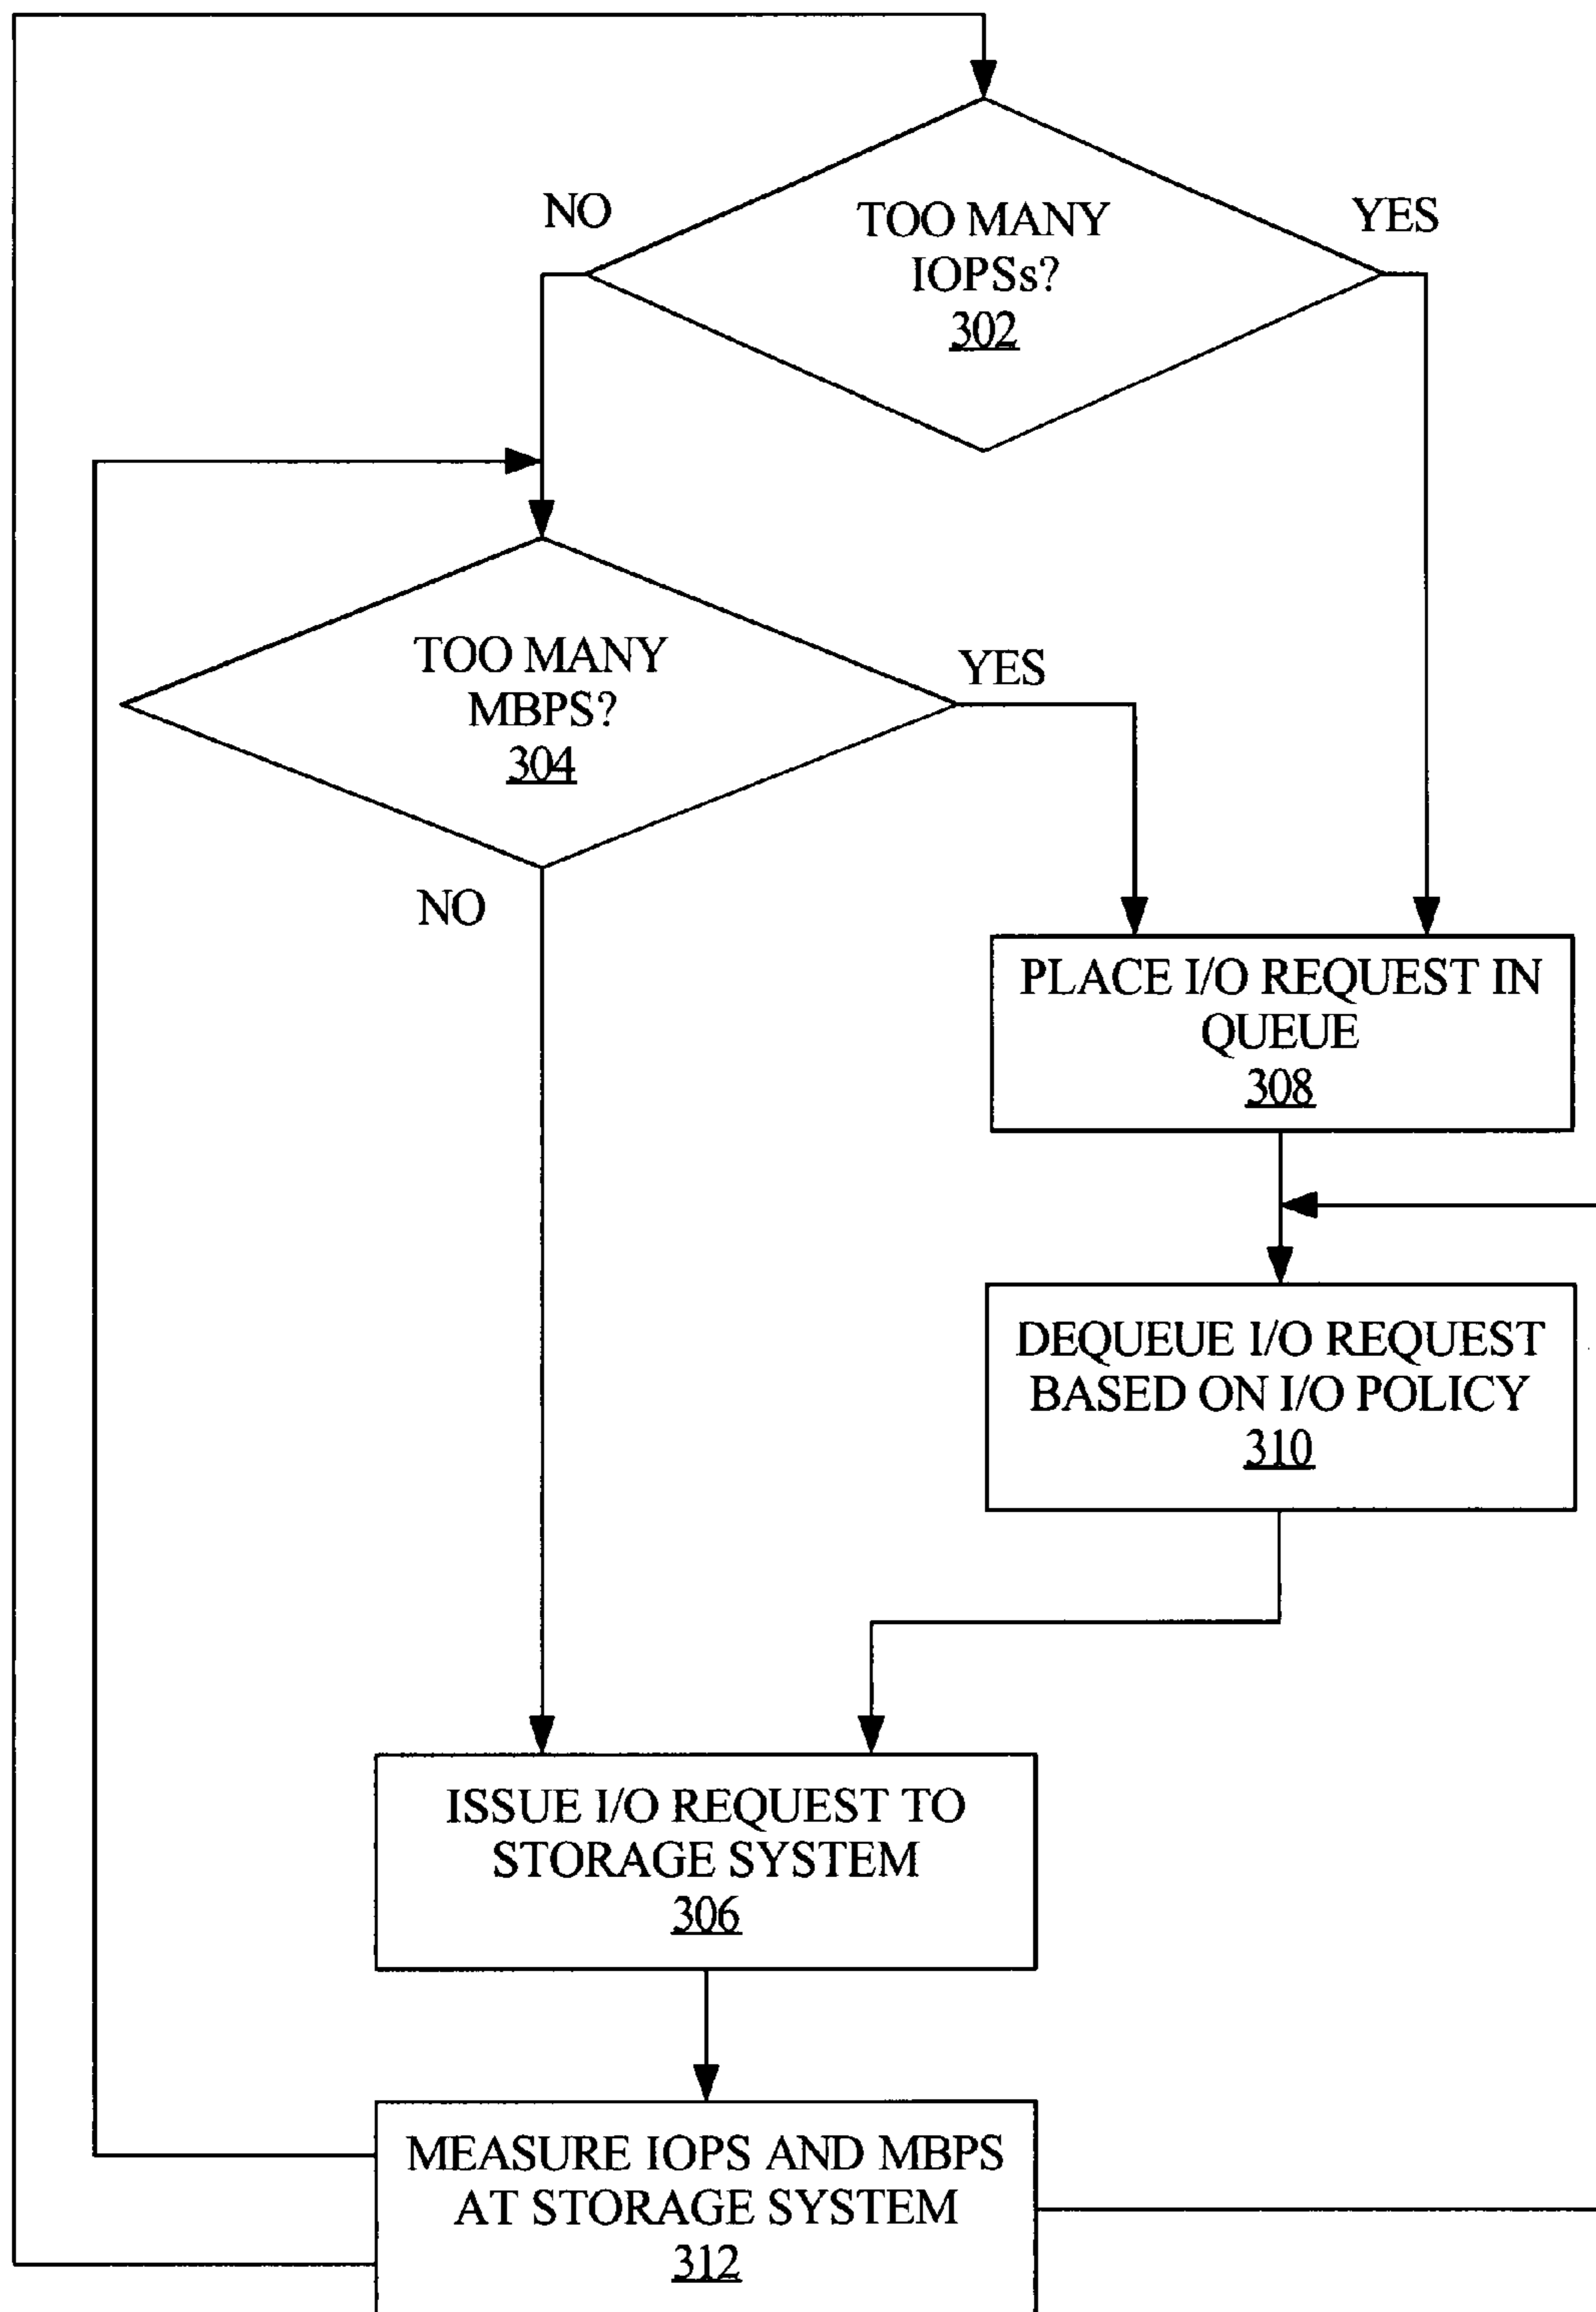 NO
TOO MANY
IOPSs?
302
YES
TOO MANY
MBPS?
304
YES
NO
PLACE I/O REQUEST IN
QUEUE
308
DEQUEUE I/O REQUEST
BASED ON I/O POLICY
310
ISSUE I/O REQUEST TO
STORAGE SYSTEM
306
MEASURE IOPS AND MBPS
AT STORAGE SYSTEM
312